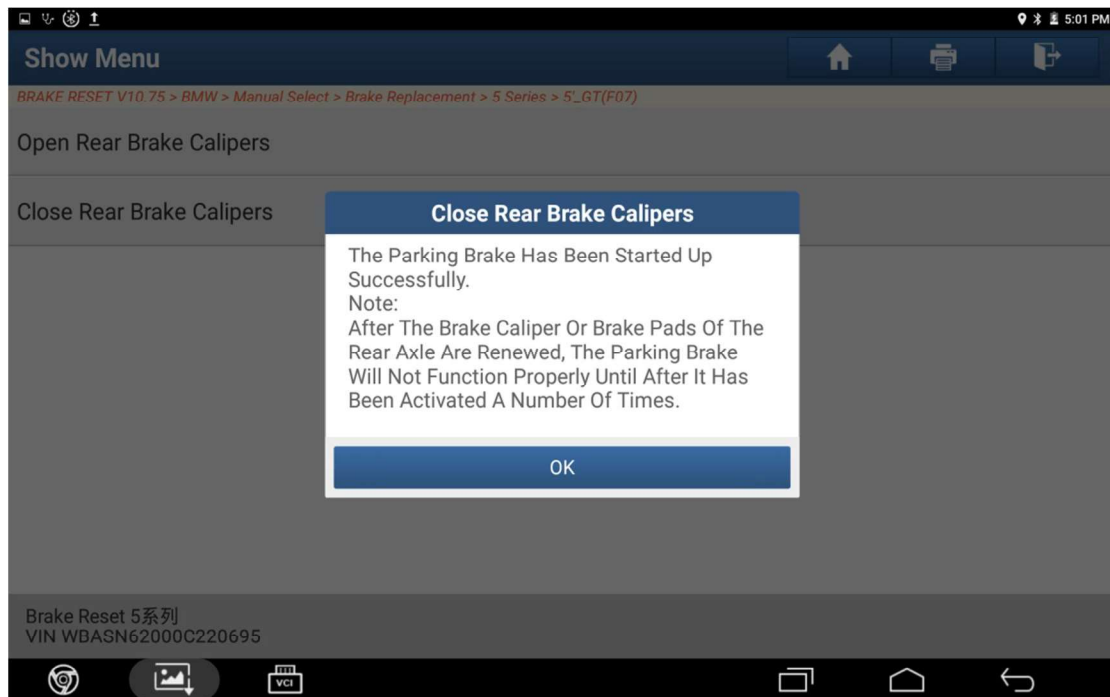 5:01 PM
Show Menu
BRAKE RESET V10.75 > BMW > Manual Select > Brake Replacement > 5 Series > 5'_GT(F07)
Open Rear Brake Calipers
Close Rear Brake Calipers
Close Rear Brake Calipers
The Parking Brake Has Been Started Up
Successfully.
Note:
After The Brake Caliper Or Brake Pads Of The
Rear Axle Are Renewed, The Parking Brake
Will Not Function Properly Until After It Has
Been Activated A Number Of Times.
OK
Brake Reset 5系列
VIN WBASN62000C220695
VCI